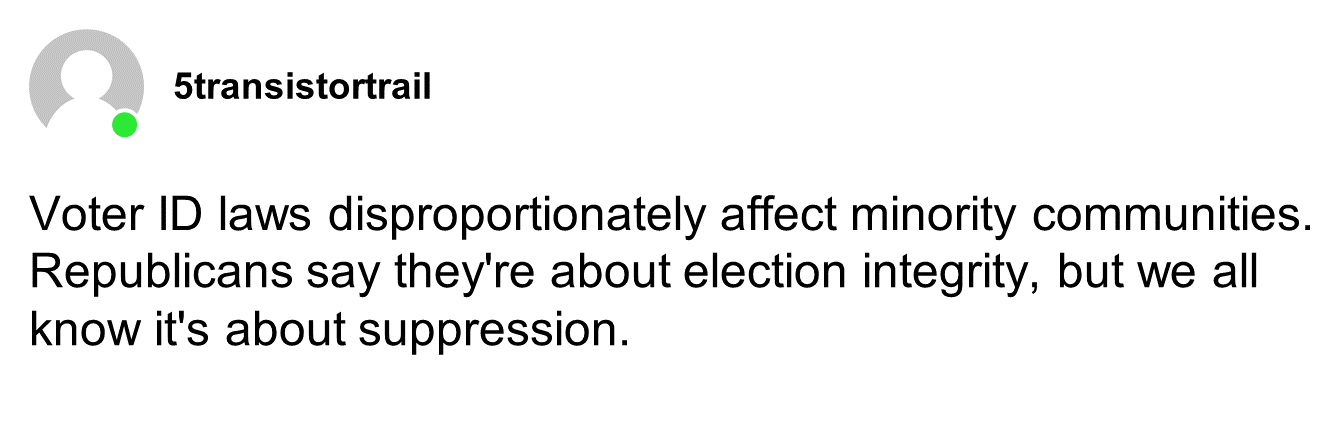 5transistortrail
Voter ID laws disproportionately affect minority communities.
Republicans say they're about election integrity, but we all
know it's about suppression.